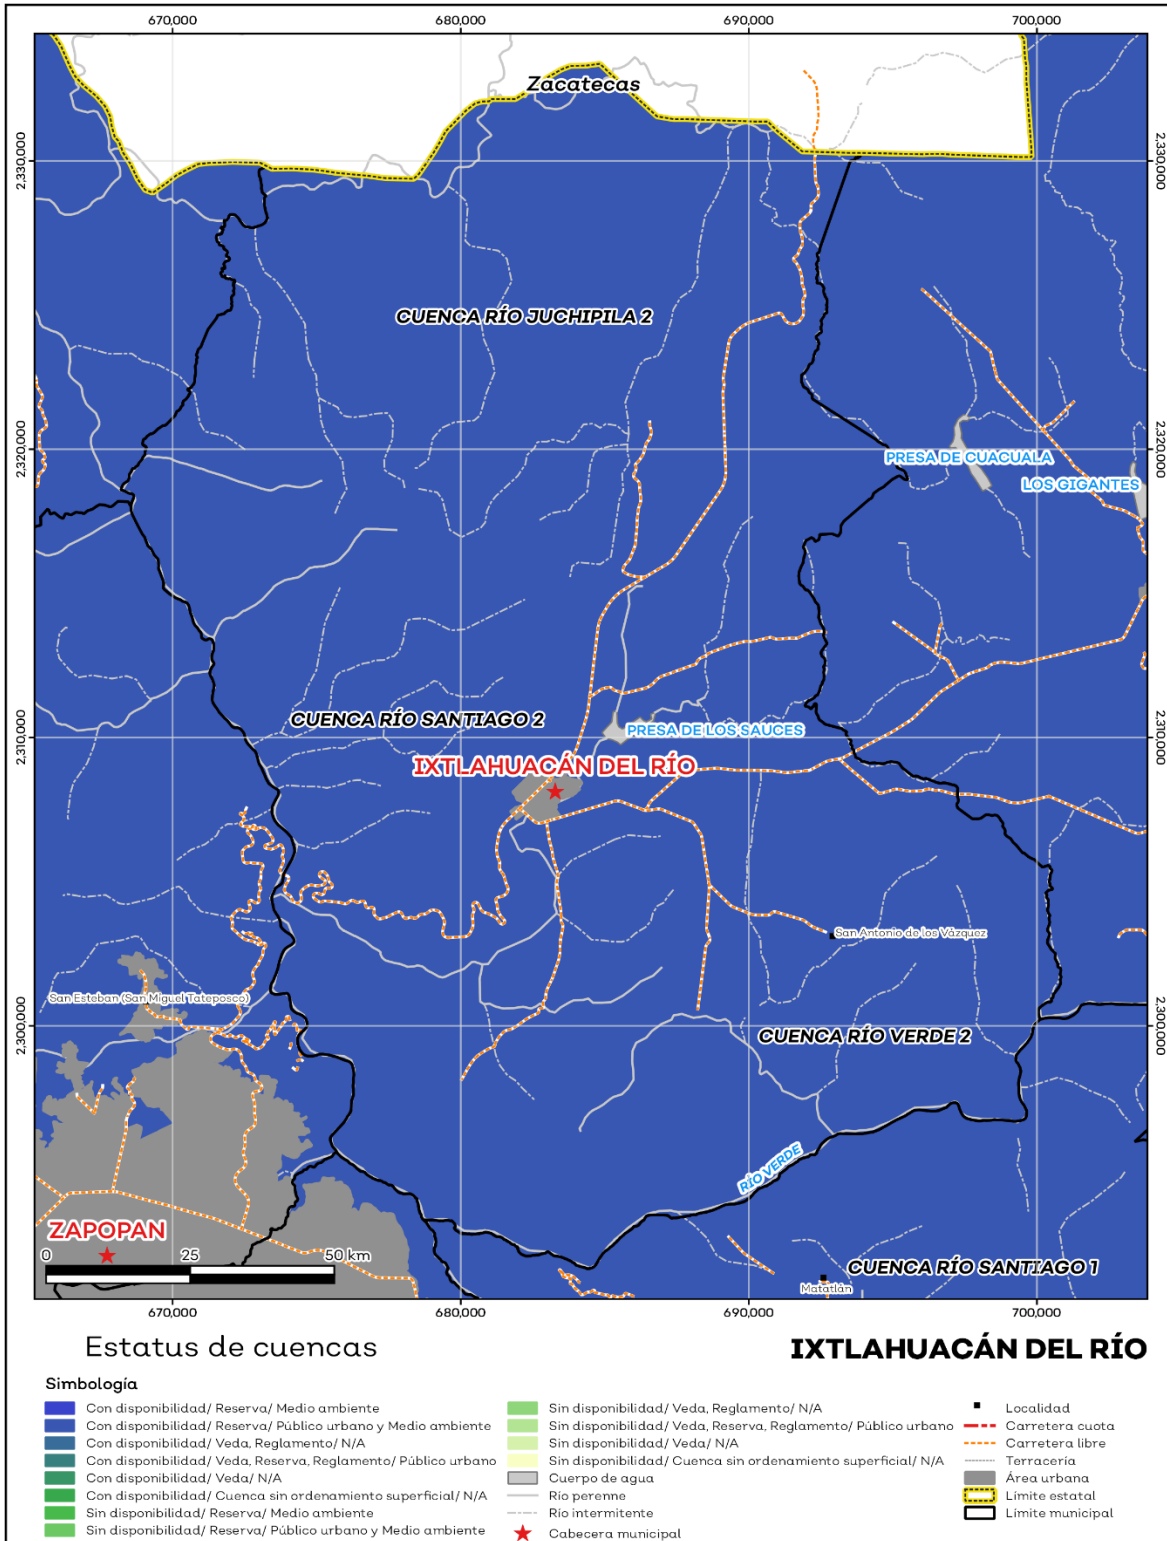 670,000 680,000 690,000 700,000
Zacatecas
2,330,000 2,330,000
CUENCA RÍO JUCHIPILA 2
2,320,000 2,320,000
PRESA DE CUACUALA
LOS GIGANTES
CUENCA RÍO SANTIAGO 2
PRESA DE LOS SAUCES
2,310,000 2,310,000
IXTLAHUACÁN DEL RÍO
San Antonio de los Vázquez
San Esteban (San Miguel Tateposco)
2,300,000 2,300,000
CUENCA RÍO VERDE 2
RÍO VERDE
ZAPOPAN
0 25 50 km
CUENCA RÍO SANTIAGO 1
Matatlán
670,000 680,000 690,000 700,000
Estatus de cuencas
IXTLAHUACÁN DEL RÍO
Simbología
Con disponibilidad/ Reserva/ Medio ambiente
Con disponibilidad/ Reserva/ Público urbano y Medio ambiente
Con disponibilidad/ Veda, Reglamento/ N/A
Con disponibilidad/ Veda, Reserva, Reglamento/ Público urbano
Con disponibilidad/ Veda/ N/A
Con disponibilidad/ Cuenca sin ordenamiento superficial/ N/A
Sin disponibilidad/ Reserva/ Medio ambiente
Sin disponibilidad/ Reserva/ Público urbano y Medio ambiente
Sin disponibilidad/ Veda, Reglamento/ N/A
Sin disponibilidad/ Veda, Reserva, Reglamento/ Público urbano
Sin disponibilidad/ Veda/ N/A
Sin disponibilidad/ Cuenca sin ordenamiento superficial/ N/A
Cuerpo de agua
Río perenne
Río intermitente
Cabecera municipal
Localidad
Carretera cuota
Carretera libre
Terracería
Área urbana
Límite estatal
Límite municipal